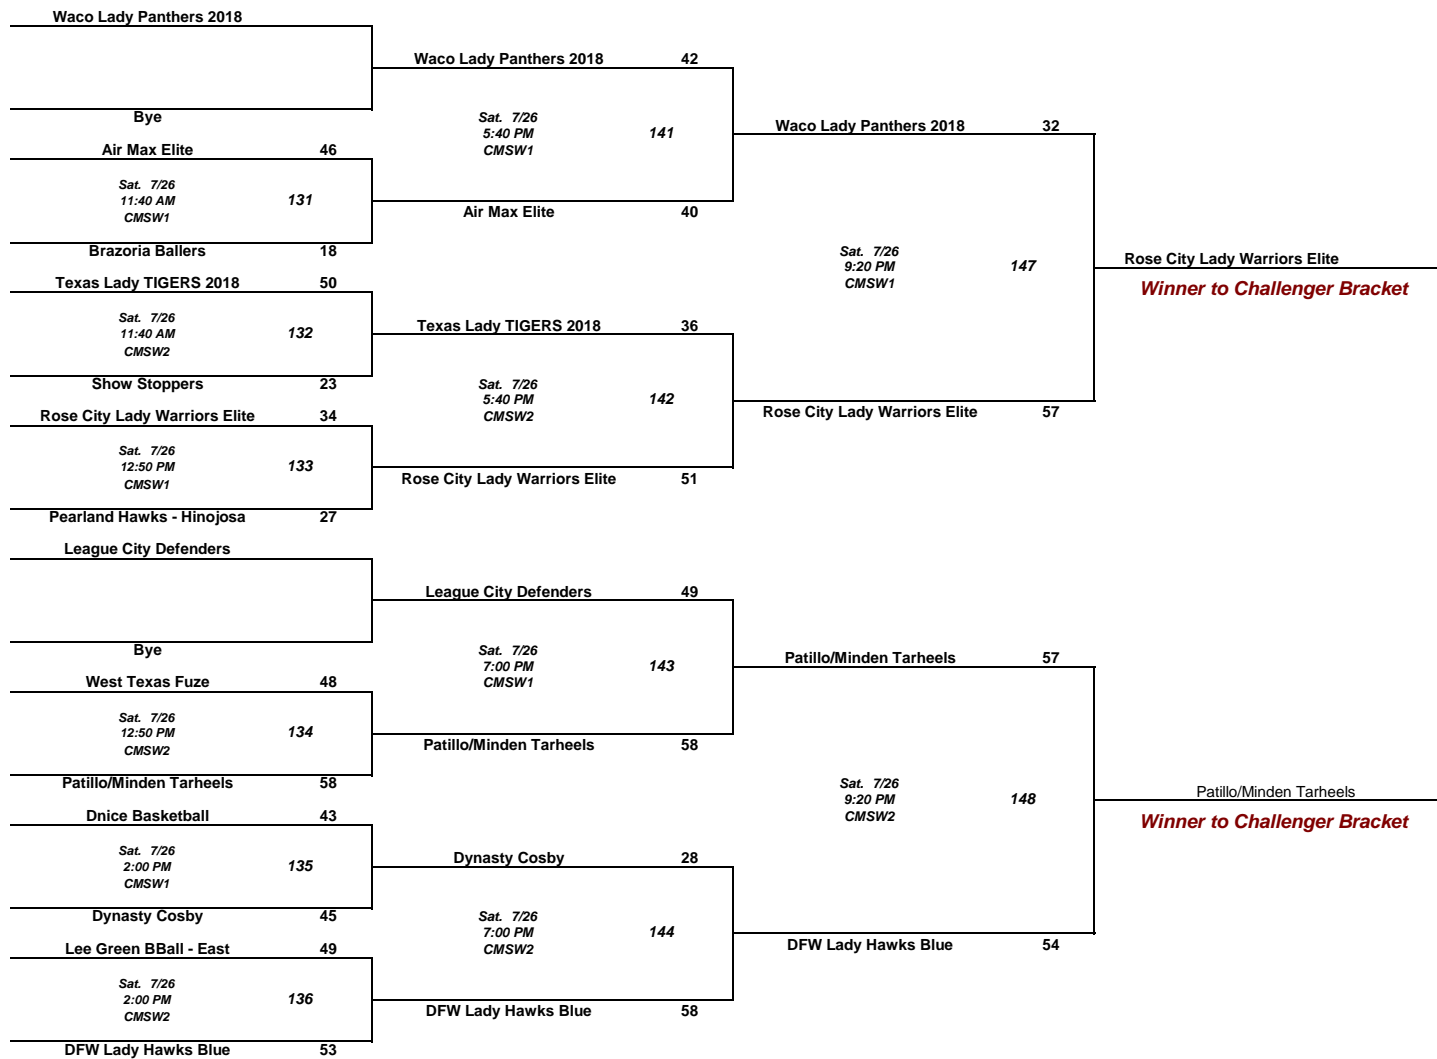 Waco Lady Panthers 2018
Bye
Air Max Elite 46
Sat. 7/26
11:40 AM 131
CMSW1
Brazoria Ballers 18
Texas Lady TIGERS 2018 50
Sat. 7/26
11:40 AM 132
CMSW2
Show Stoppers 23
Rose City Lady Warriors Elite 34
Sat. 7/26
12:50 PM 133
CMSW1
Pearland Hawks - Hinojosa 27
League City Defenders
Bye
West Texas Fuze 48
Sat. 7/26
12:50 PM 134
CMSW2
Patillo/Minden Tarheels 58
Dnice Basketball 43
Sat. 7/26
2:00 PM 135
CMSW1
Dynasty Cosby 45
Lee Green BBall - East 49
Sat. 7/26
2:00 PM 136
CMSW2
DFW Lady Hawks Blue 53
Waco Lady Panthers 2018 42
Sat. 7/26
5:40 PM 141
CMSW1
Air Max Elite 40
Texas Lady TIGERS 2018 36
Sat. 7/26
5:40 PM 142
CMSW2
Rose City Lady Warriors Elite 51
League City Defenders 49
Sat. 7/26
7:00 PM 143
CMSW1
Patillo/Minden Tarheels 58
Dynasty Cosby 28
Sat. 7/26
7:00 PM 144
CMSW2
DFW Lady Hawks Blue 58
Waco Lady Panthers 2018 32
Sat. 7/26
9:20 PM 147
CMSW1
Rose City Lady Warriors Elite 57
Patillo/Minden Tarheels 57
Sat. 7/26
9:20 PM 148
CMSW2
DFW Lady Hawks Blue 54
Rose City Lady Warriors Elite
Winner to Challenger Bracket
Patillo/Minden Tarheels
Winner to Challenger Bracket